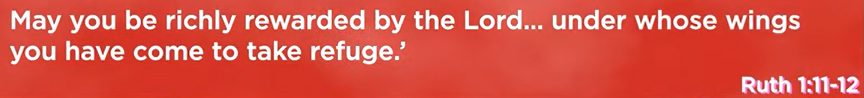 May you be richly rewarded by the Lord... under whose wings
you have come to take refuge.’
Ruth 1:11-12